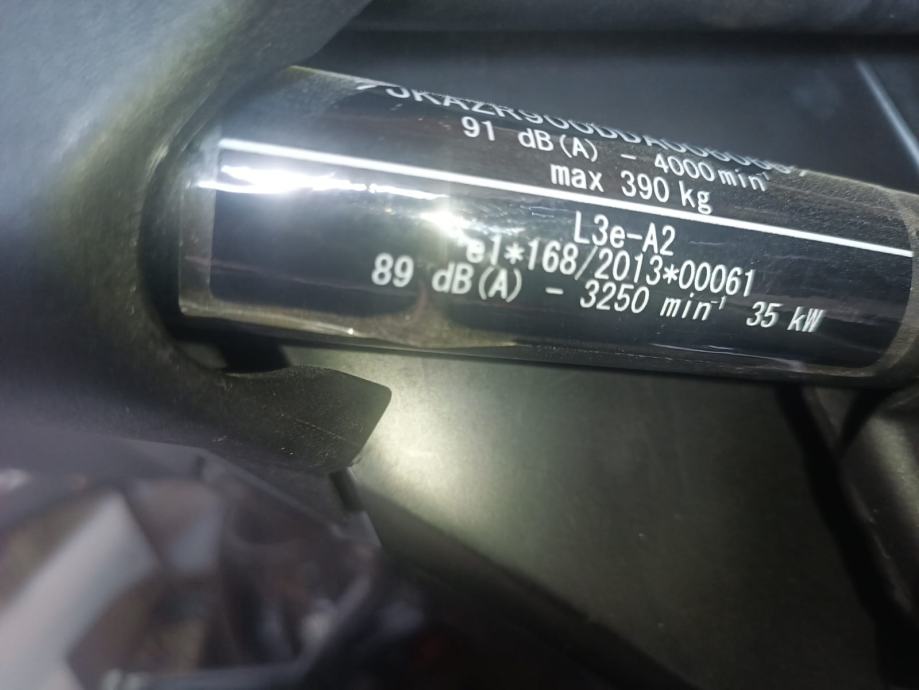 91 dB(A) - 4000 min⁻¹
max 390 kg
L3e-A2
e1*168/2013*00061
89 dB(A) - 3250 min⁻¹ 35 kW